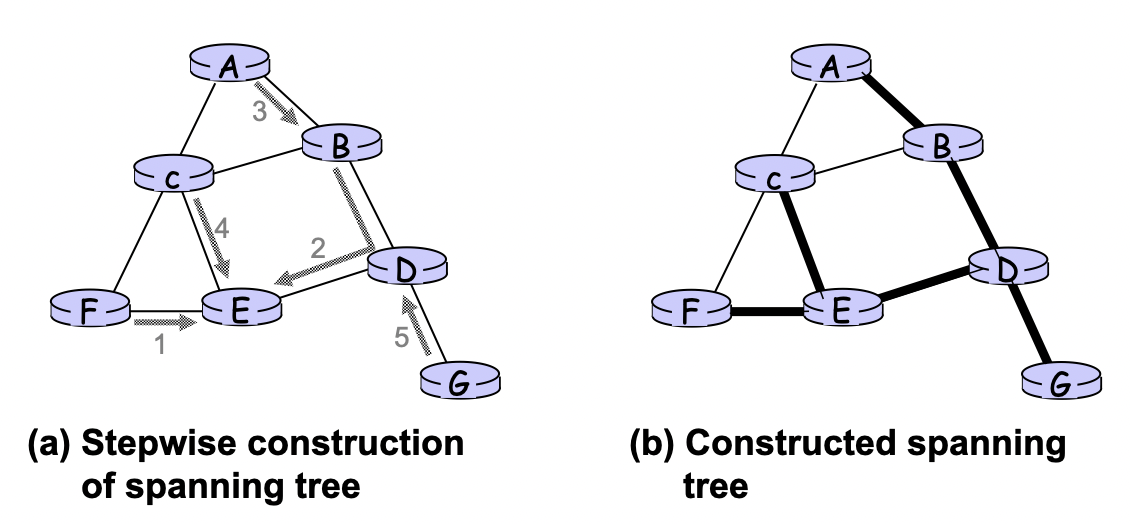 A
3
B
c
4
2
D
F
E
1
5
G
(a) Stepwise construction
of spanning tree
A
B
c
D
F
E
G
(b) Constructed spanning
tree